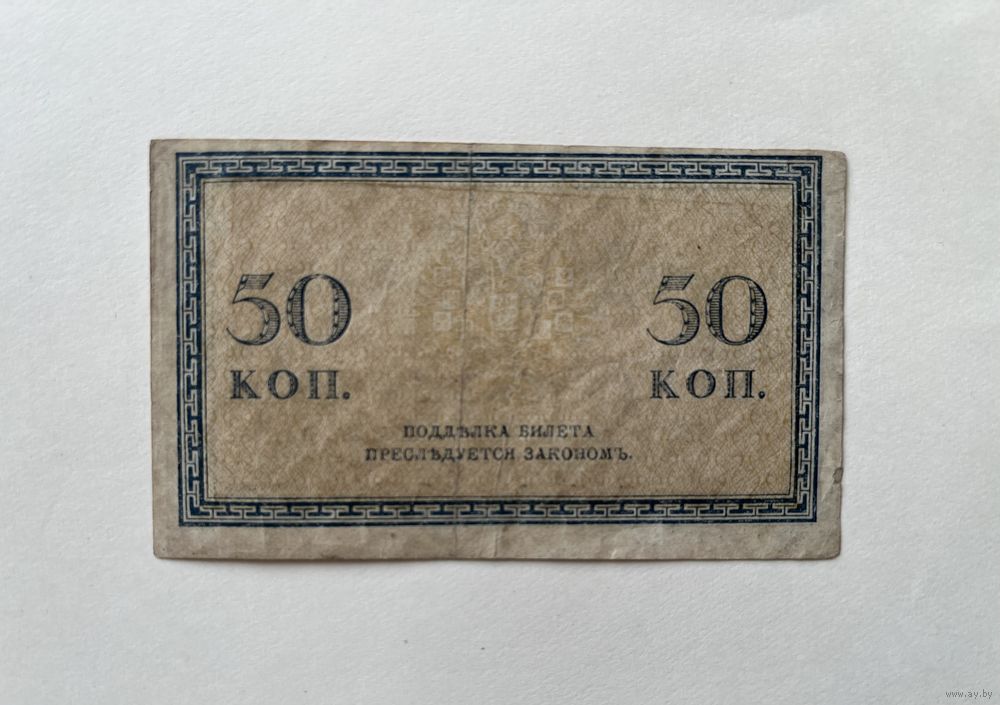 50 50
КОП. КОП.
ПОДДѢЛКА БИЛЕТА
ПРЕСЛѢДУЕТСЯ ЗАКОНОМЪ.
www.ay.by